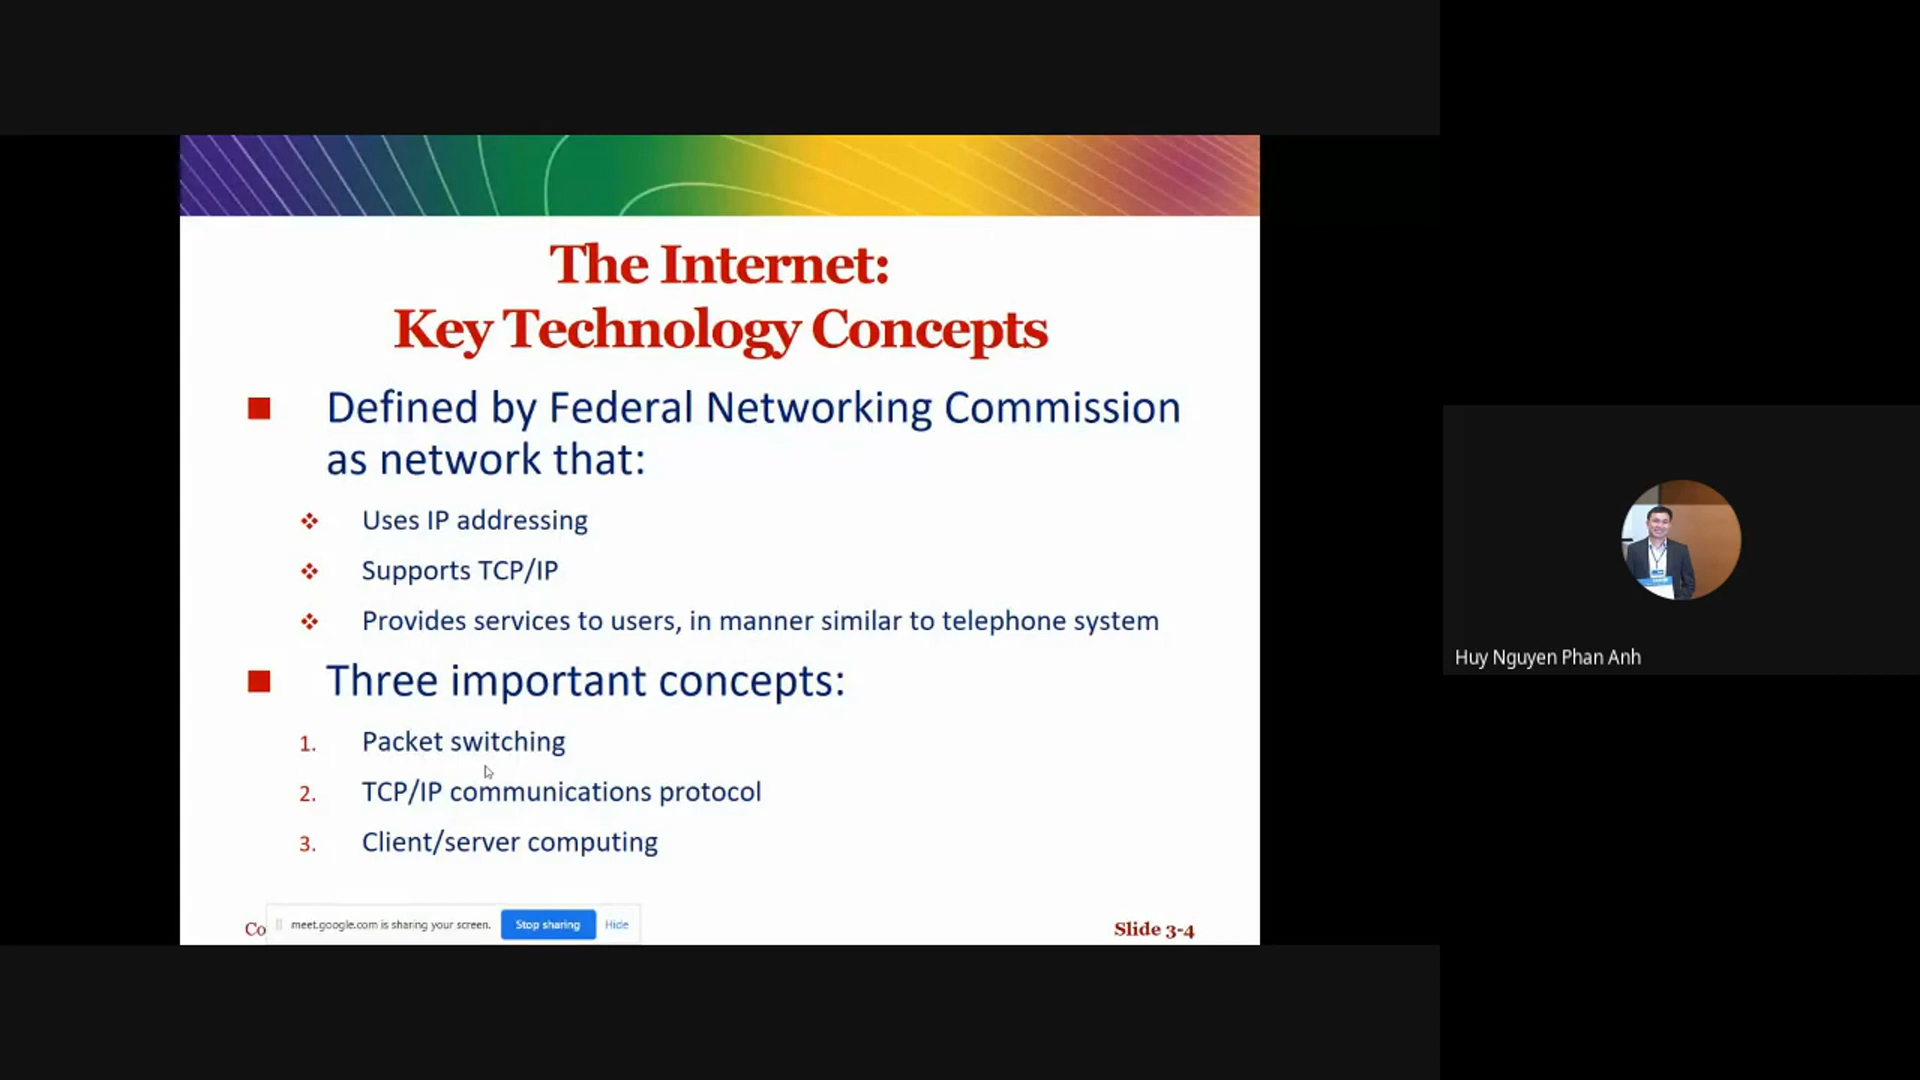 The Internet:
Key Technology Concepts
Defined by Federal Networking Commission
as network that:
Uses IP addressing
Supports TCP/IP
Provides services to users, in manner similar to telephone system
Three important concepts:
1. Packet switching
2. TCP/IP communications protocol
3. Client/server computing
Co
meet.google.com is sharing your screen. Stop sharing Hide
Slide 3-4
Huy Nguyen Phan Anh